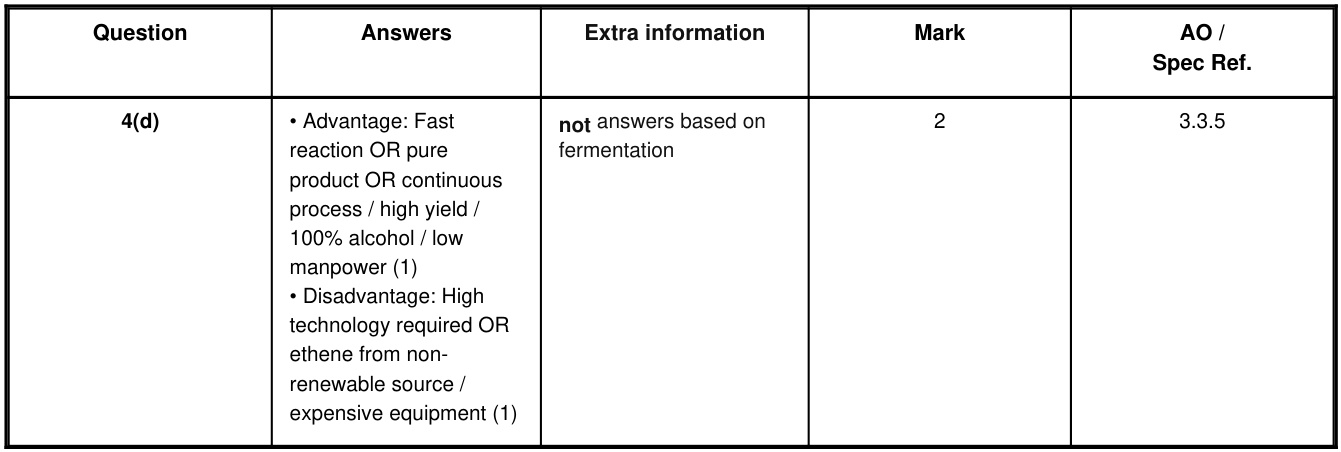 Question
Answers
Extra information
Mark
AO /
Spec Ref.
4(d)
• Advantage: Fast
reaction OR pure
product OR continuous
process / high yield /
100% alcohol / low
manpower (1)
• Disadvantage: High
technology required OR
ethene from non-
renewable source /
expensive equipment (1)
not answers based on
fermentation
2
3.3.5